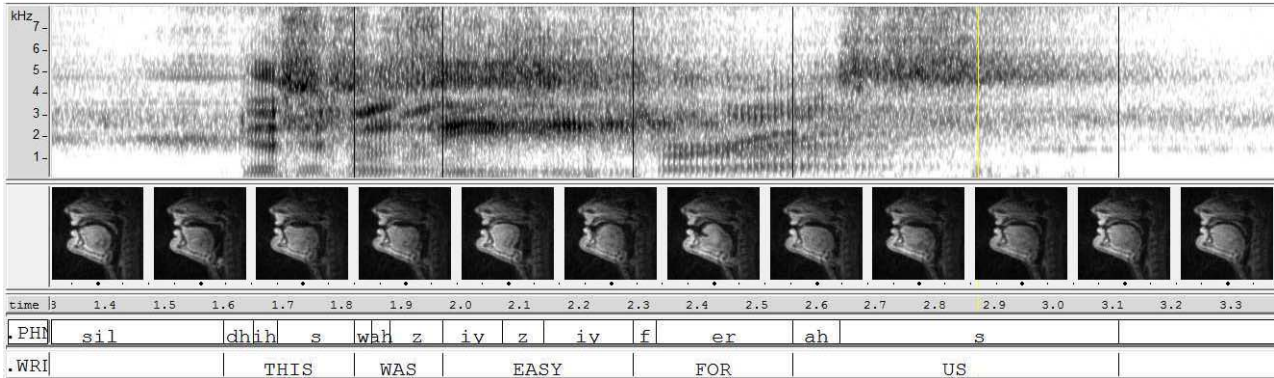 kHz
7
6
5
4
3
2
1
time 3 1.4 1.5 1.6 1.7 1.8 1.9 2.0 2.1 2.2 2.3 2.4 2.5 2.6 2.7 2.8 2.9 3.0 3.1 3.2 3.3
.PHN sil dh ih s w ah z iy z iy f er ah s
.WRD THIS WAS EASY FOR US